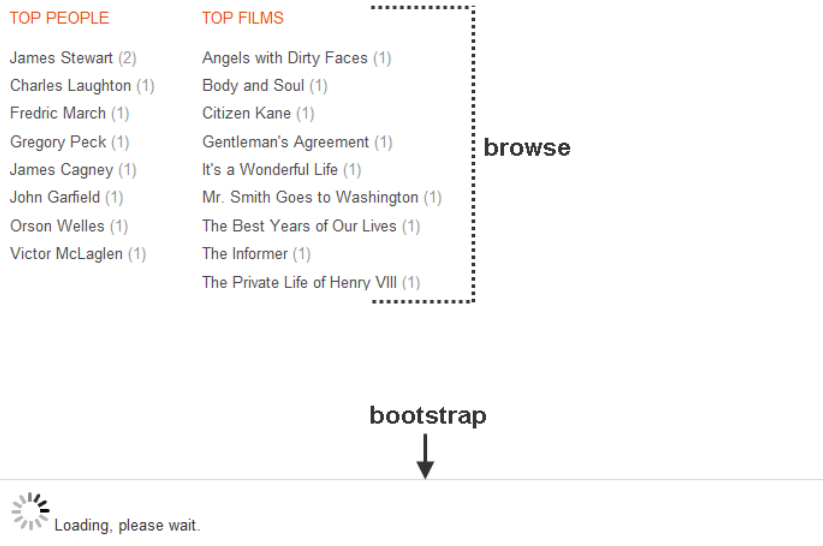 TOP PEOPLE
James Stewart (2)
Charles Laughton (1)
Fredric March (1)
Gregory Peck (1)
James Cagney (1)
John Garfield (1)
Orson Welles (1)
Victor McLaglen (1)
TOP FILMS
Angels with Dirty Faces (1)
Body and Soul (1)
Citizen Kane (1)
Gentleman's Agreement (1)
It's a Wonderful Life (1)
Mr. Smith Goes to Washington (1)
The Best Years of Our Lives (1)
The Informer (1)
The Private Life of Henry VIII (1)
browse
bootstrap
Loading, please wait.